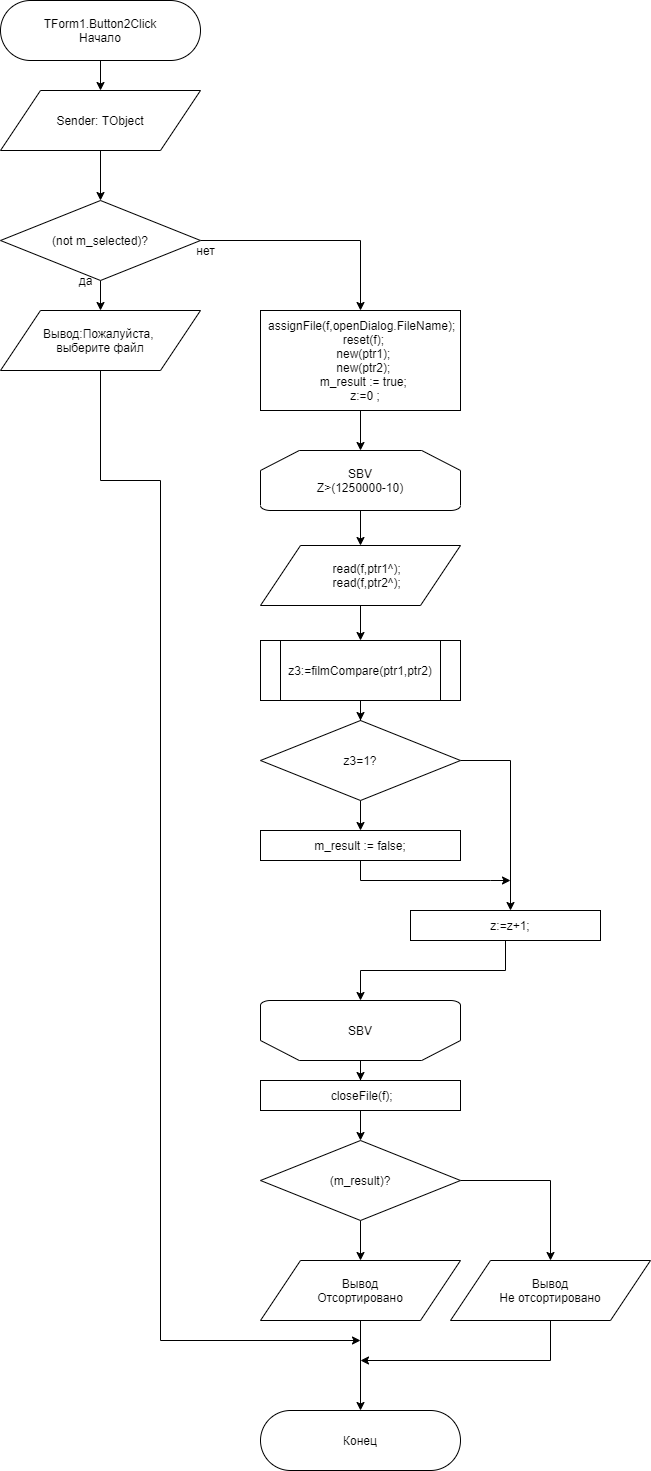 TForm1.Button2Click
Начало
Sender: TObject
(not m_selected)?
нет
да
Вывод:Пожалуйста,
выберите файл
assignFile(f,openDialog.FileName);
reset(f);
new(ptr1);
new(ptr2);
m_result := true;
z:=0 ;
SBV
Z>(1250000-10)
read(f,ptr1^);
read(f,ptr2^);
z3:=filmCompare(ptr1,ptr2)
z3=1?
m_result := false;
z:=z+1;
SBV
closeFile(f);
(m_result)?
Вывод
Отсортировано
Вывод
Не отсортировано
Конец